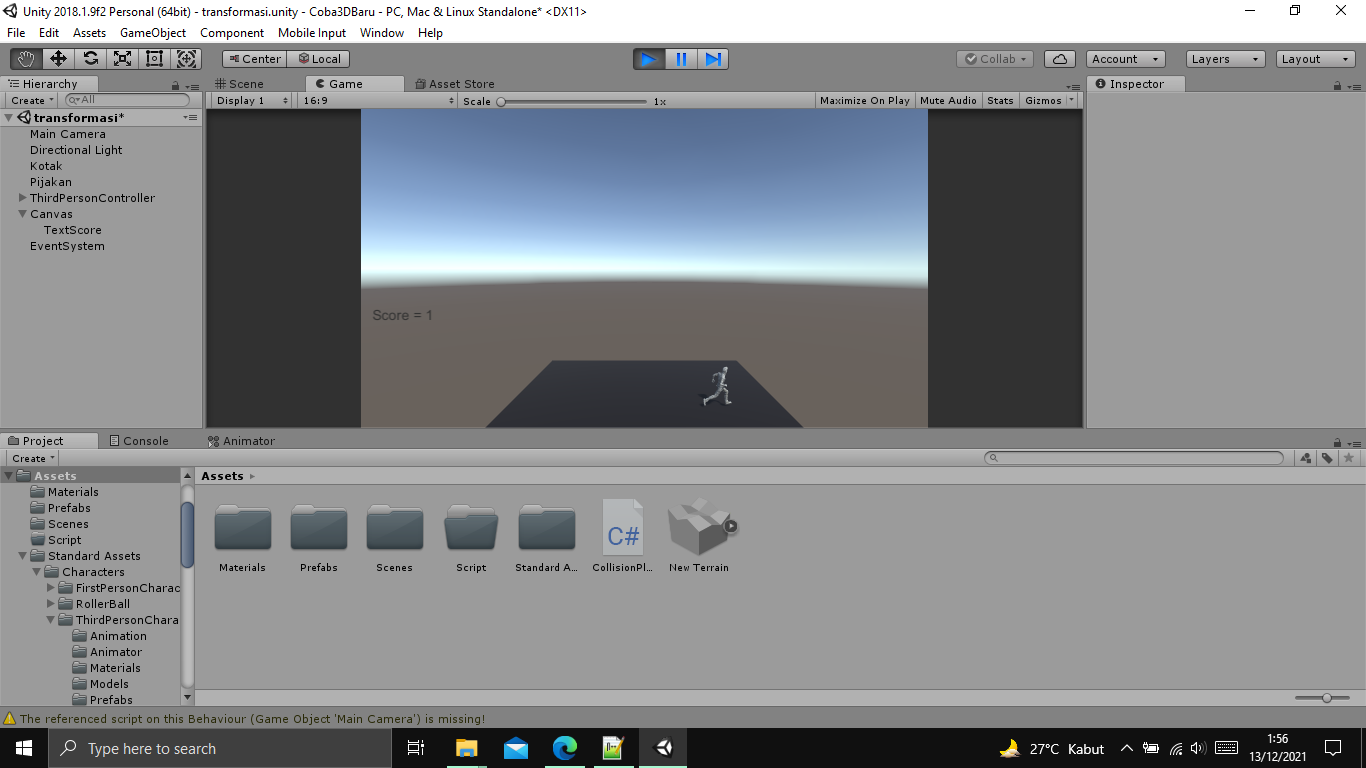 Unity 2018.1.9f2 Personal (64bit) - transformasi.unity - Coba3DBaru - PC, Mac & Linux Standalone* <DX11>
File Edit Assets GameObject Component Mobile Input Window Help
Center Local Collab Account Layers Layout
Hierarchy Scene Game Asset Store Inspector
Create All Display 1 16:9 Scale 1x Maximize On Play Mute Audio Stats Gizmos
transformasi*
Main Camera
Directional Light
Kotak
Pijakan
ThirdPersonController
Canvas
TextScore
EventSystem
Score = 1
Project Console Animator
Create
Assets
Materials
Prefabs
Scenes
Script
Standard Assets
Characters
FirstPersonCharac
RollerBall
ThirdPersonChara
Animation
Animator
Materials
Models
Prefabs
Assets
C#
Materials Prefabs Scenes Script Standard A... CollisionPl... New Terrain
The referenced script on this Behaviour (Game Object 'Main Camera') is missing!
Type here to search
27°C Kabut
1:56
13/12/2021